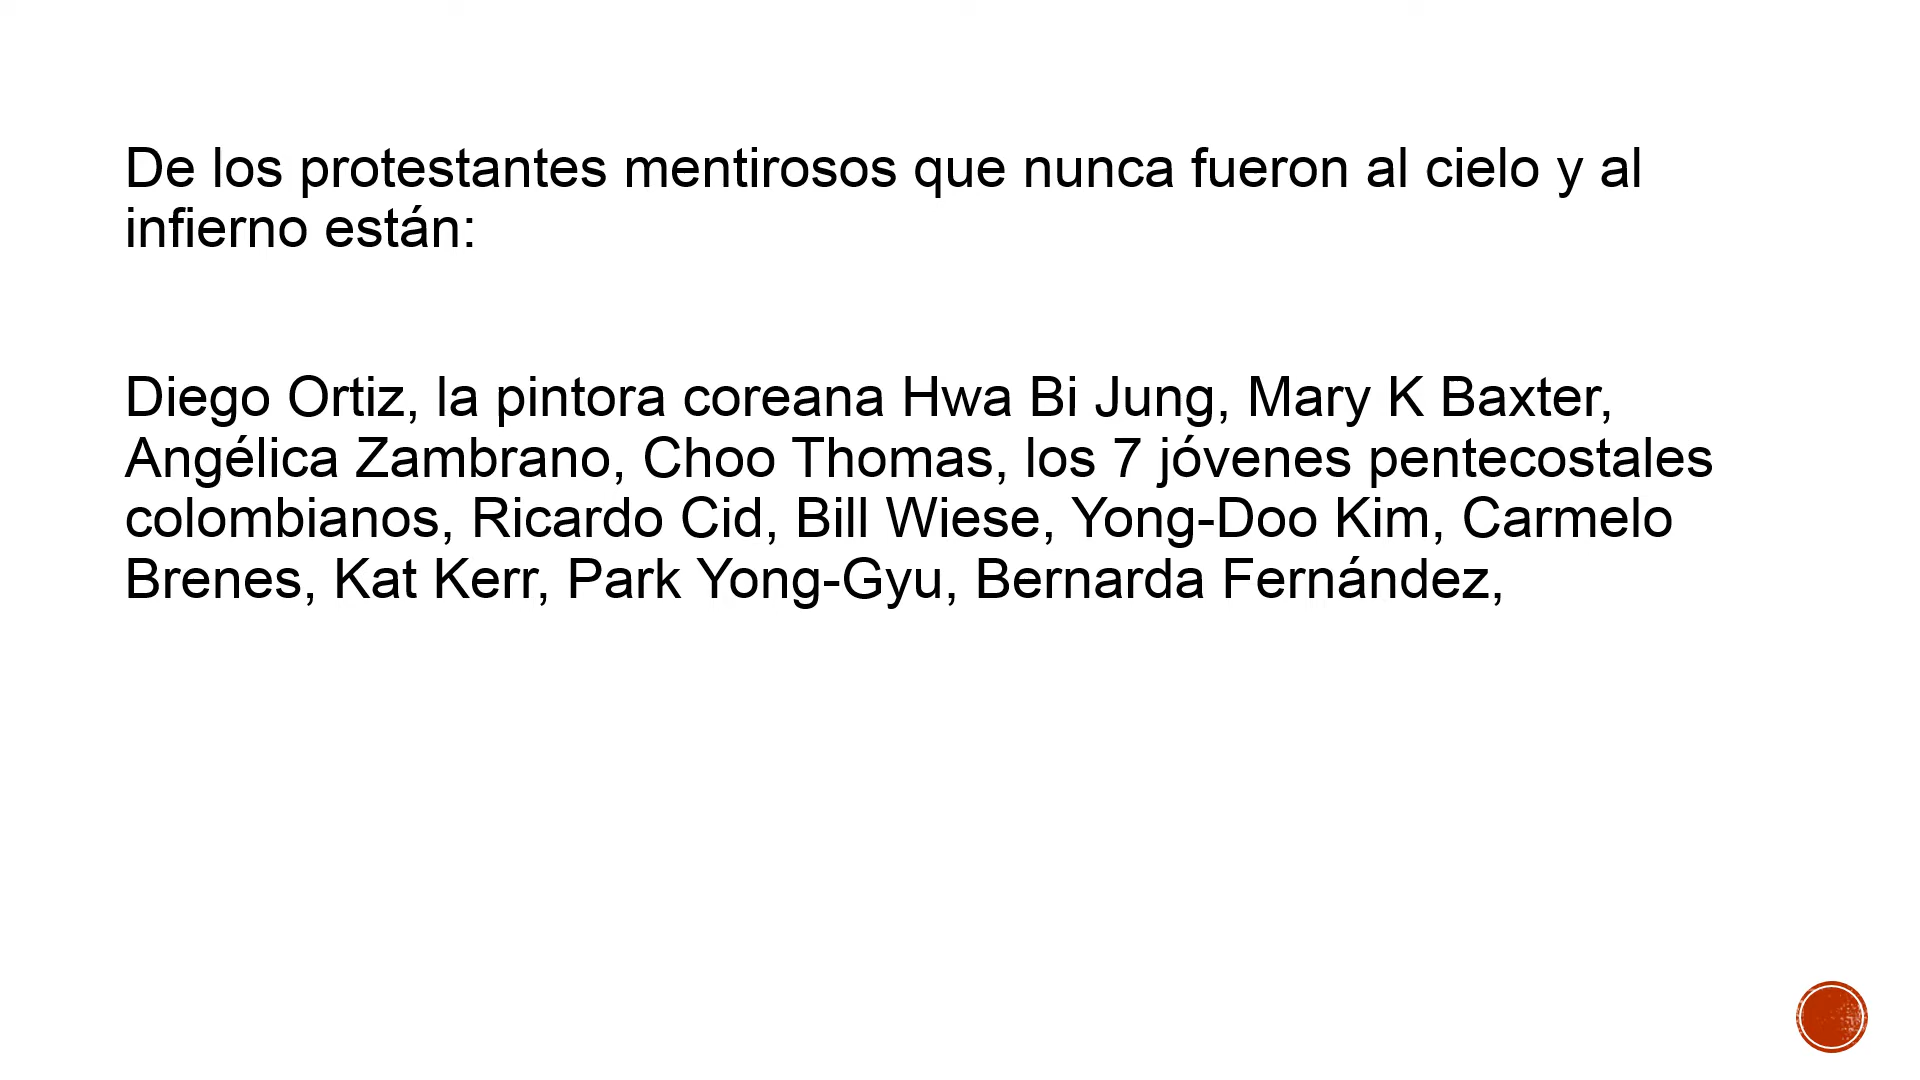 De los protestantes mentirosos que nunca fueron al cielo y al
infierno están:
Diego Ortiz, la pintora coreana Hwa Bi Jung, Mary K Baxter,
Angélica Zambrano, Choo Thomas, los 7 jóvenes pentecostales
colombianos, Ricardo Cid, Bill Wiese, Yong-Doo Kim, Carmelo
Brenes, Kat Kerr, Park Yong-Gyu, Bernarda Fernández,